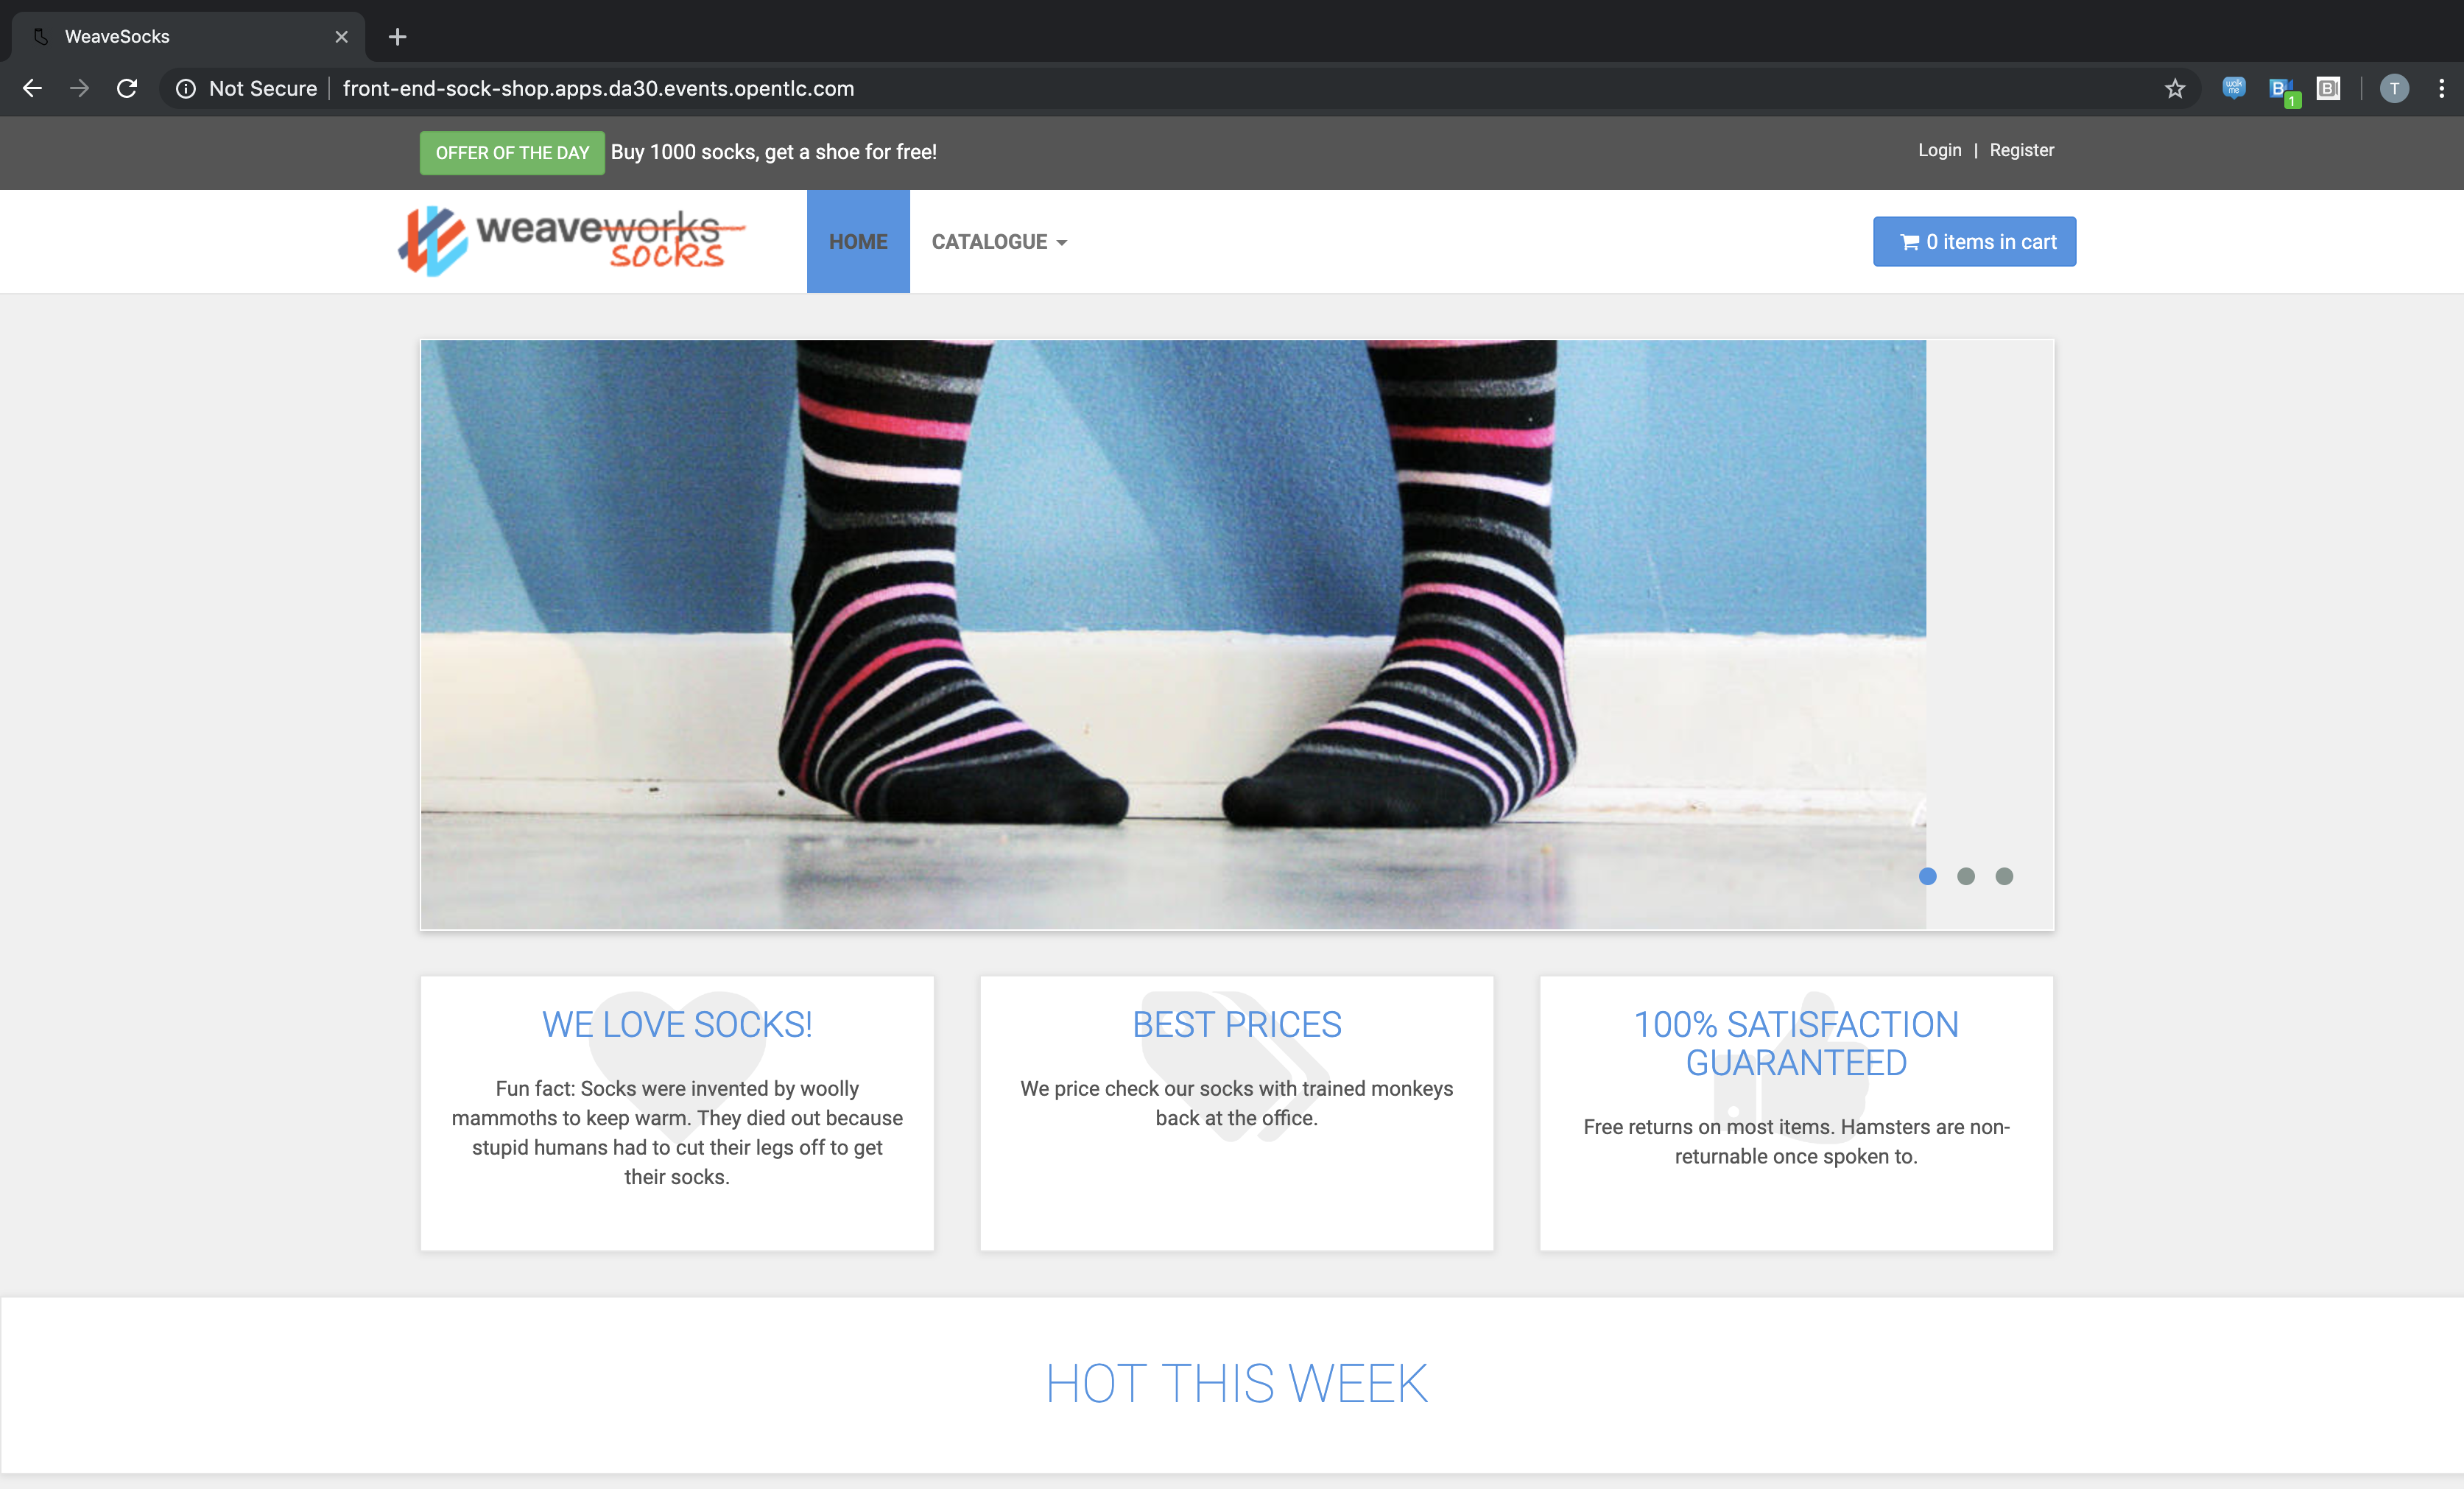 WeaveSocks
Not Secure front-end-sock-shop.apps.da30.events.opentlc.com
walk me
B 1
B
T
OFFER OF THE DAY Buy 1000 socks, get a shoe for free!
Login | Register
weaveworks
socks
HOME
CATALOGUE
0 items in cart
WE LOVE SOCKS!
Fun fact: Socks were invented by woolly
mammoths to keep warm. They died out because
stupid humans had to cut their legs off to get
their socks.
BEST PRICES
We price check our socks with trained monkeys
back at the office.
100% SATISFACTION
GUARANTEED
Free returns on most items. Hamsters are non-
returnable once spoken to.
HOT THIS WEEK